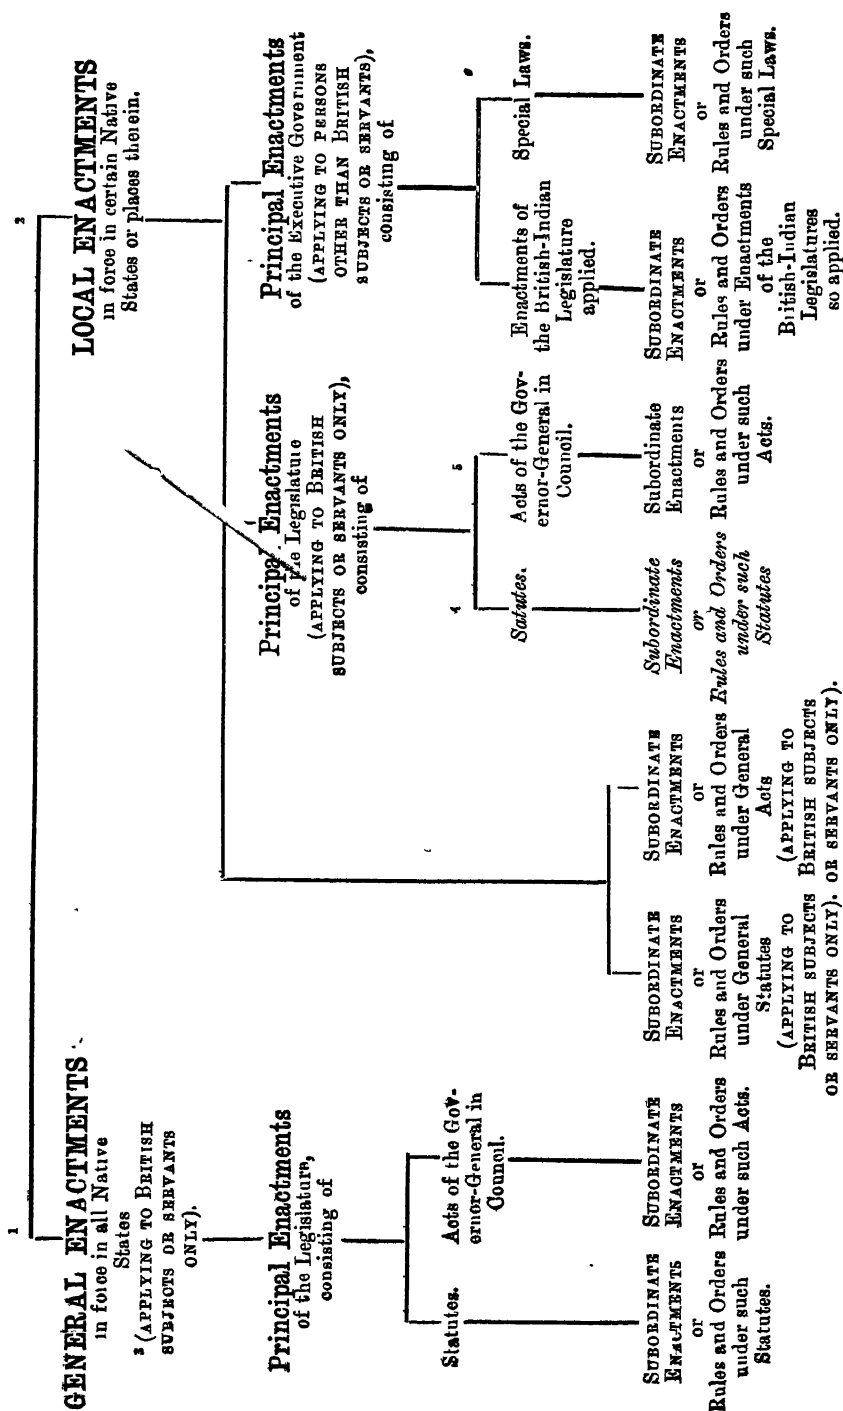 1
GENERAL ENACTMENTS
in force in all Native
States
3 (APPLYING TO BRITISH
SUBJECTS OR SERVANTS
ONLY).
Principal Enactments
of the Legislature,
consisting of
Statutes.
SUBORDINATE
ENACTMENTS
or
Rules and Orders
under such
Statutes.
Acts of the Gov-
ernor-General in
Council.
SUBORDINATE
ENACTMENTS
or
Rules and Orders
under such Acts.
2
LOCAL ENACTMENTS
in force in certain Native
States or places therein.
SUBORDINATE
ENACTMENTS
or
Rules and Orders
under General
Statutes
(APPLYING TO
BRITISH SUBJECTS
OR SERVANTS ONLY).
SUBORDINATE
ENACTMENTS
or
Rules and Orders
under General
Acts
(APPLYING TO
BRITISH SUBJECTS
OR SERVANTS ONLY).
Principal Enactments
of the Legislature
(APPLYING TO BRITISH
SUBJECTS OR SERVANTS ONLY),
consisting of
4
Satutes.
Subordinate
Enactments
or
Rules and Orders
under such
Statutes
5
Acts of the Gov-
ernor-General in
Council.
Subordinate
Enactments
or
Rules and Orders
under such
Acts.
Principal Enactments
of the Executive Government
(APPLYING TO PERSONS
OTHER THAN BRITISH
SUBJECTS OR SERVANTS),
consisting of
Enactments of
the British-Indian
Legislature
applied.
SUBORDINATE
ENACTMENTS
or
Rules and Orders
under Enactments
of the
British-Indian
Legislatures
so applied.
Special Laws.
SUBORDINATE
ENACTMENTS
or
Rules and Orders
under such
Special Laws.